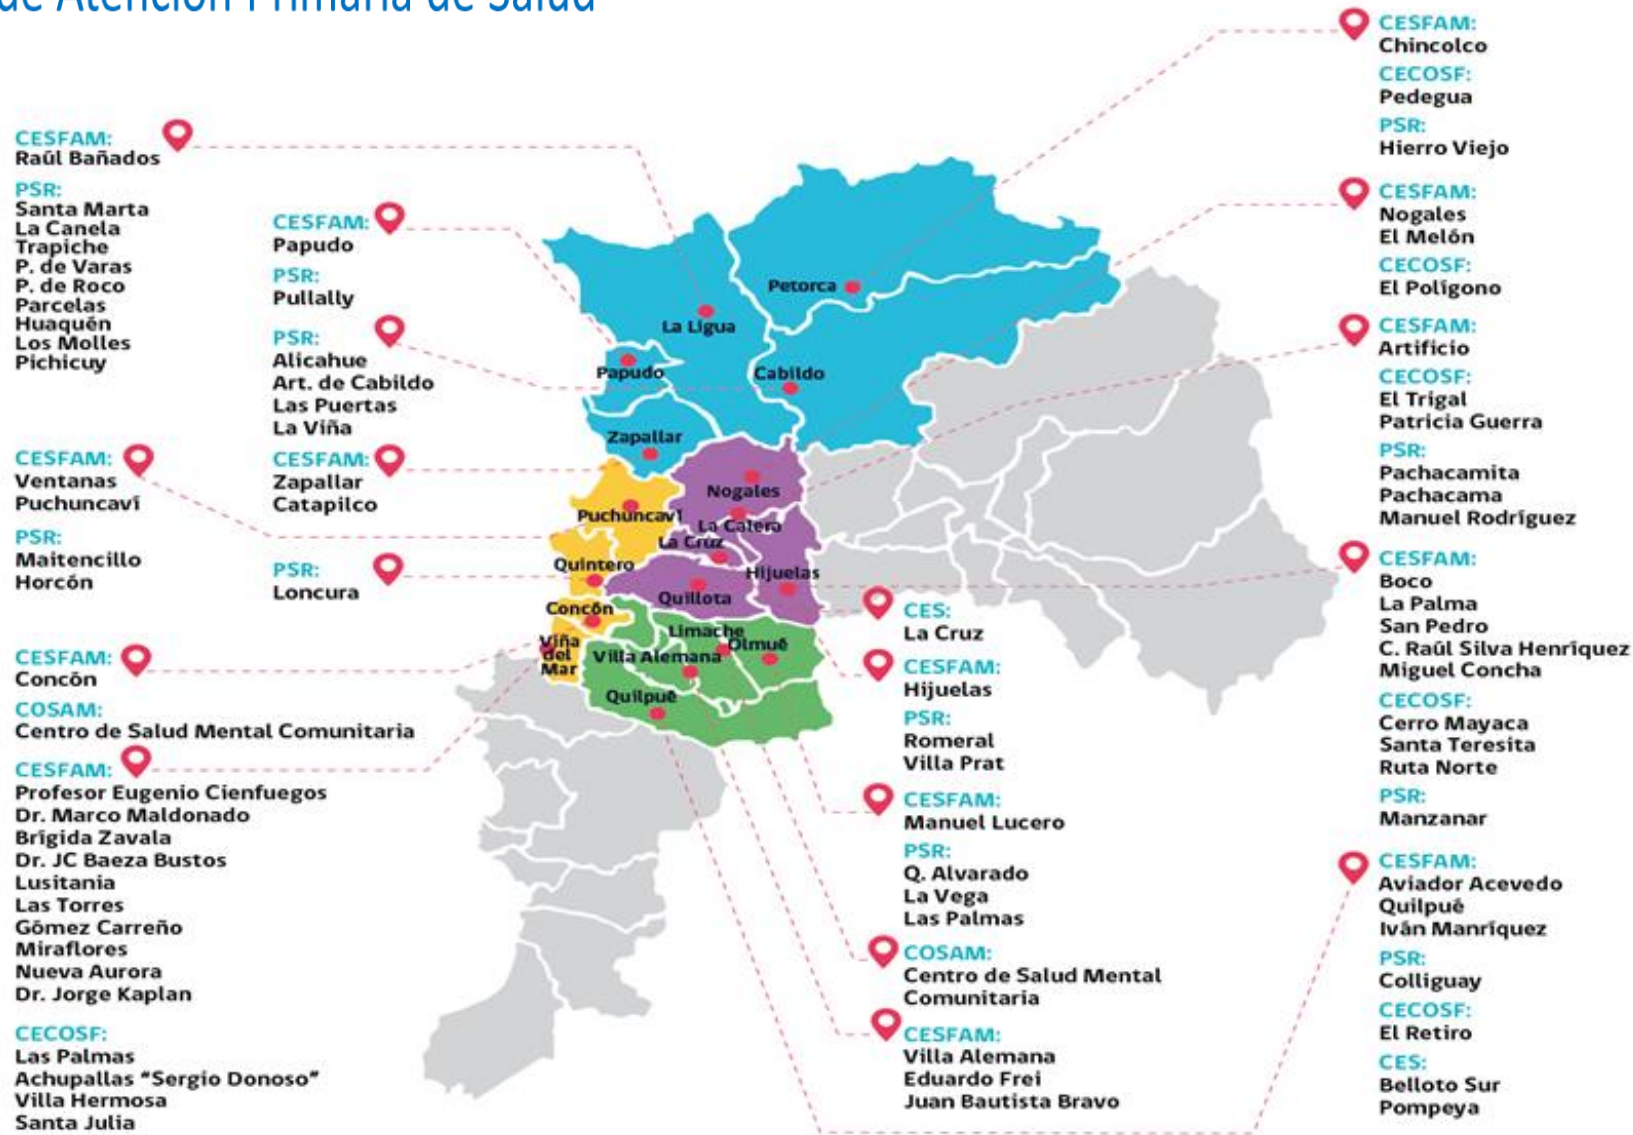 de Atención Primaria de Salud
CESFAM:
Raúl Bañados
PSR:
Santa Marta
La Canela
Trapiche
P. de Varas
P. de Roco
Parcelas
Huaquén
Los Molles
Pichicuy
CESFAM:
Ventanas
Puchuncaví
PSR:
Maitencillo
Horcón
CESFAM:
Concón
COSAM:
Centro de Salud Mental Comunitaria
CESFAM:
Profesor Eugenio Cienfuegos
Dr. Marco Maldonado
Brígida Zavala
Dr. JC Baeza Bustos
Lusitania
Las Torres
Gómez Carreño
Miraflores
Nueva Aurora
Dr. Jorge Kaplan
CECOSF:
Las Palmas
Achupallas “Sergio Donoso”
Villa Hermosa
Santa Julia
CESFAM:
Papudo
PSR:
Pullally
PSR:
Alicahue
Art. de Cabildo
Las Puertas
La Viña
CESFAM:
Zapallar
Catapilco
PSR:
Loncura
Petorca
La Ligua
Papudo
Cabildo
Zapallar
Nogales
Puchuncaví
La Calera
La Cruz
Quintero
Hijuelas
Quillota
Concón
Limache
Olmué
Viña
del
Mar
Villa Alemana
Quilpué
CES:
La Cruz
CESFAM:
Hijuelas
PSR:
Romeral
Villa Prat
CESFAM:
Manuel Lucero
PSR:
Q. Alvarado
La Vega
Las Palmas
COSAM:
Centro de Salud Mental
Comunitaria
CESFAM:
Villa Alemana
Eduardo Frei
Juan Bautista Bravo
CESFAM:
Chincolco
CECOSF:
Pedegua
PSR:
Hierro Viejo
CESFAM:
Nogales
El Melón
CECOSF:
El Polígono
CESFAM:
Artificio
CECOSF:
El Trigal
Patricia Guerra
PSR:
Pachacamita
Pachacama
Manuel Rodríguez
CESFAM:
Boco
La Palma
San Pedro
C. Raúl Silva Henríquez
Miguel Concha
CECOSF:
Cerro Mayaca
Santa Teresita
Ruta Norte
PSR:
Manzanar
CESFAM:
Aviador Acevedo
Quilpué
Iván Manríquez
PSR:
Colliguay
CECOSF:
El Retiro
CES:
Belloto Sur
Pompeya